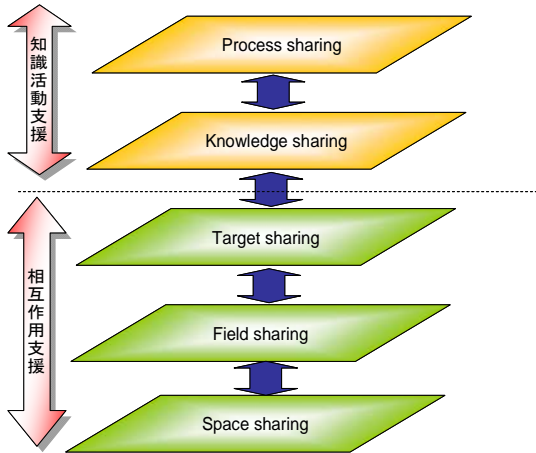 知識活動支援
Process sharing
Knowledge sharing
相互作用支援
Target sharing
Field sharing
Space sharing